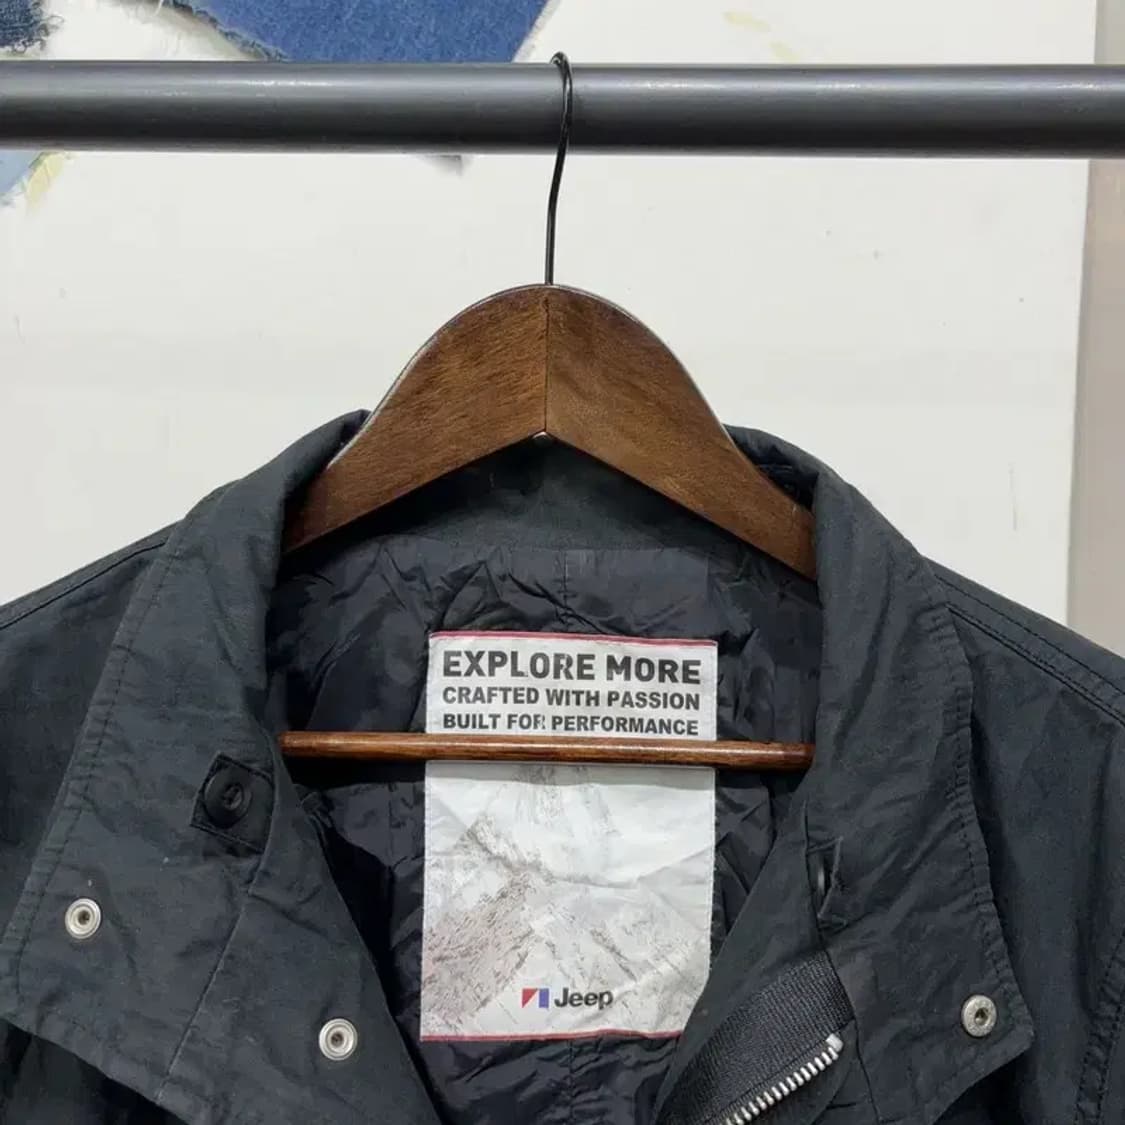 EXPLORE MORE
CRAFTED WITH PASSION
BUILT FOR PERFORMANCE
Jeep